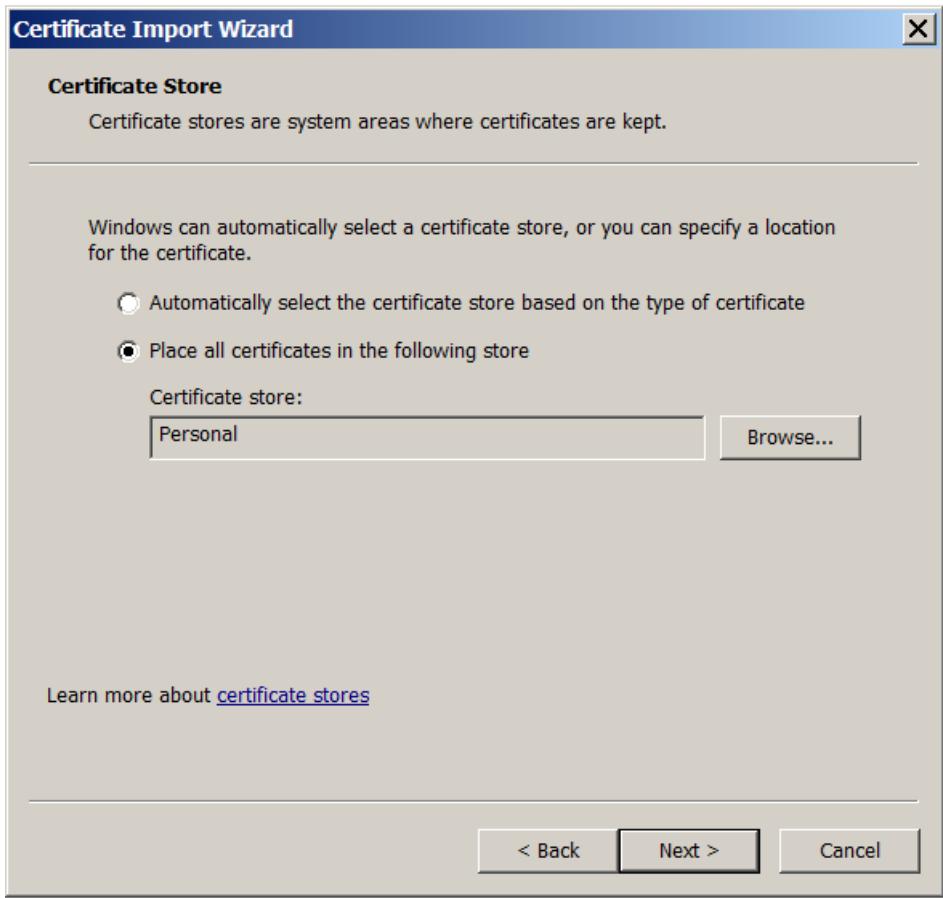 Certificate Import Wizard
Certificate Store
Certificate stores are system areas where certificates are kept.
Windows can automatically select a certificate store, or you can specify a location
for the certificate.
Automatically select the certificate store based on the type of certificate
Place all certificates in the following store
Certificate store:
Personal
Browse...
Learn more about certificate stores
< Back
Next >
Cancel